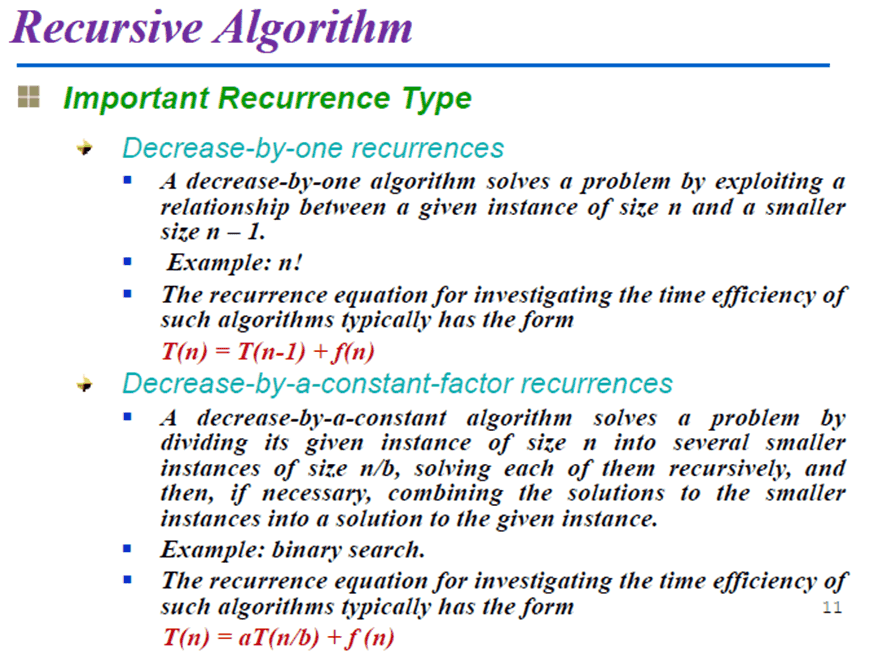 Recursive Algorithm
Important Recurrence Type
Decrease-by-one recurrences
A decrease-by-one algorithm solves a problem by exploiting a
relationship between a given instance of size n and a smaller
size n – 1.
Example: n!
The recurrence equation for investigating the time efficiency of
such algorithms typically has the form
T(n) = T(n-1) + f(n)
Decrease-by-a-constant-factor recurrences
A decrease-by-a-constant algorithm solves a problem by
dividing its given instance of size n into several smaller
instances of size n/b, solving each of them recursively, and
then, if necessary, combining the solutions to the smaller
instances into a solution to the given instance.
Example: binary search.
The recurrence equation for investigating the time efficiency of
such algorithms typically has the form
11
T(n) = aT(n/b) + f (n)